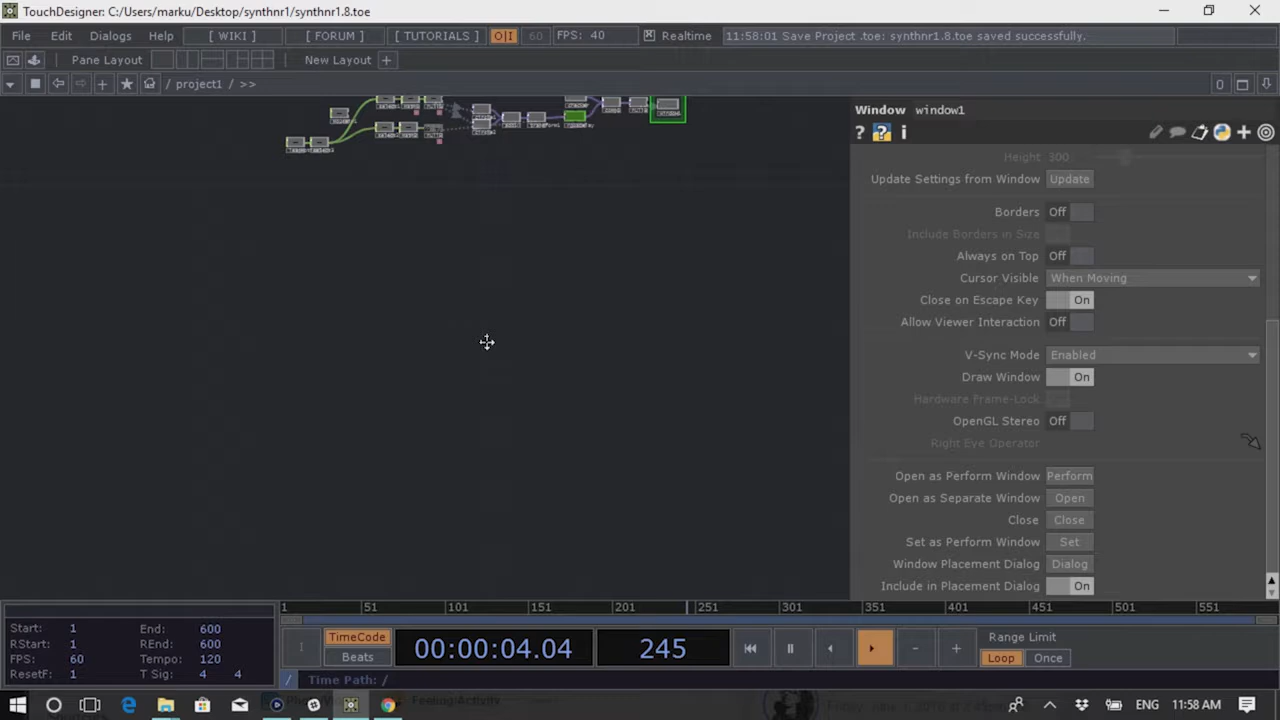 TouchDesigner: C:/Users/marku/Desktop/synthnr1/synthnr1.8.toe
File Edit Dialogs Help [ WIKI ] [ FORUM ] [ TUTORIALS ] O|I 60 FPS: 40 Realtime 11:58:01 Save Project .toe: synthnr1.8.toe saved successfully.
Pane Layout New Layout +
/ project1 / >> 0
Window window1
? ? i
Height 300
Update Settings from Window Update
Borders Off
Include Borders in Size
Always on Top Off
Cursor Visible When Moving
Close on Escape Key On
Allow Viewer Interaction Off
V-Sync Mode Enabled
Draw Window On
Hardware Frame-Lock
OpenGL Stereo Off
Right Eye Operator
Open as Perform Window Perform
Open as Separate Window Open
Close Close
Set as Perform Window Set
Window Placement Dialog Dialog
Include in Placement Dialog On
1 51 101 151 201 251 301 351 401 451 501 551
Start: 1 End: 600
RStart: 1 REnd: 600
FPS: 60 Tempo: 120
ResetF: 1 T Sig: 4 4
TimeCode
Beats
00:00:04.04 245
Range Limit
Loop Once
/ Time Path: /
Feeling/Activity
ENG 11:58 AM